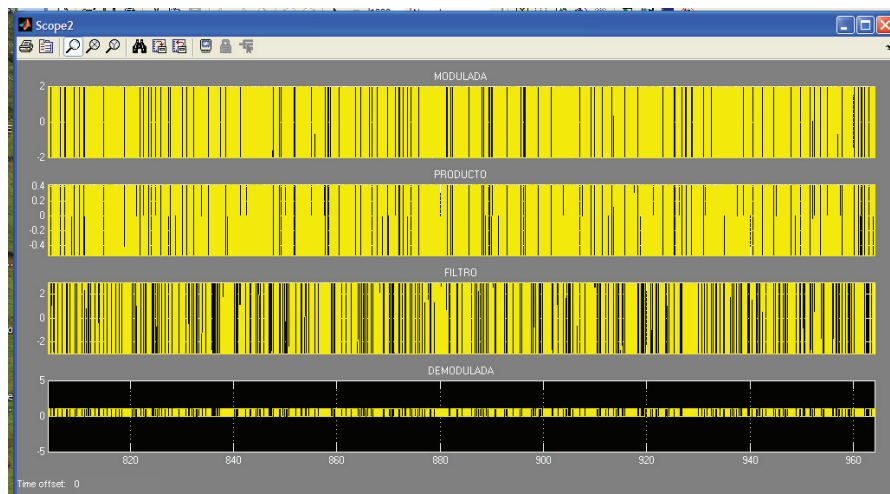 Scope2
MODULADA
2
0
-2
PRODUCTO
0.4
0.2
0
-0.2
-0.4
FILTRO
2
0
-2
DEMODULADA
5
0
-5
820 840 860 880 900 920 940 960
Time offset: 0